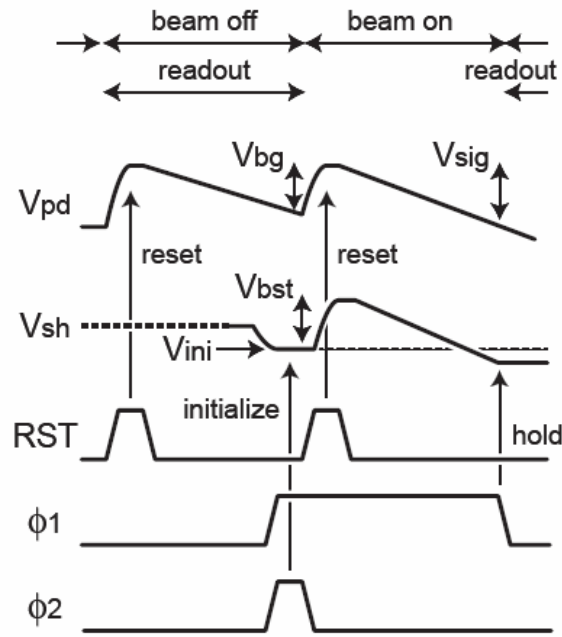 beam off beam on
readout readout
Vbg Vsig
Vpd
reset reset
Vbst
Vsh
Vini
initialize
RST hold
ϕ1
ϕ2